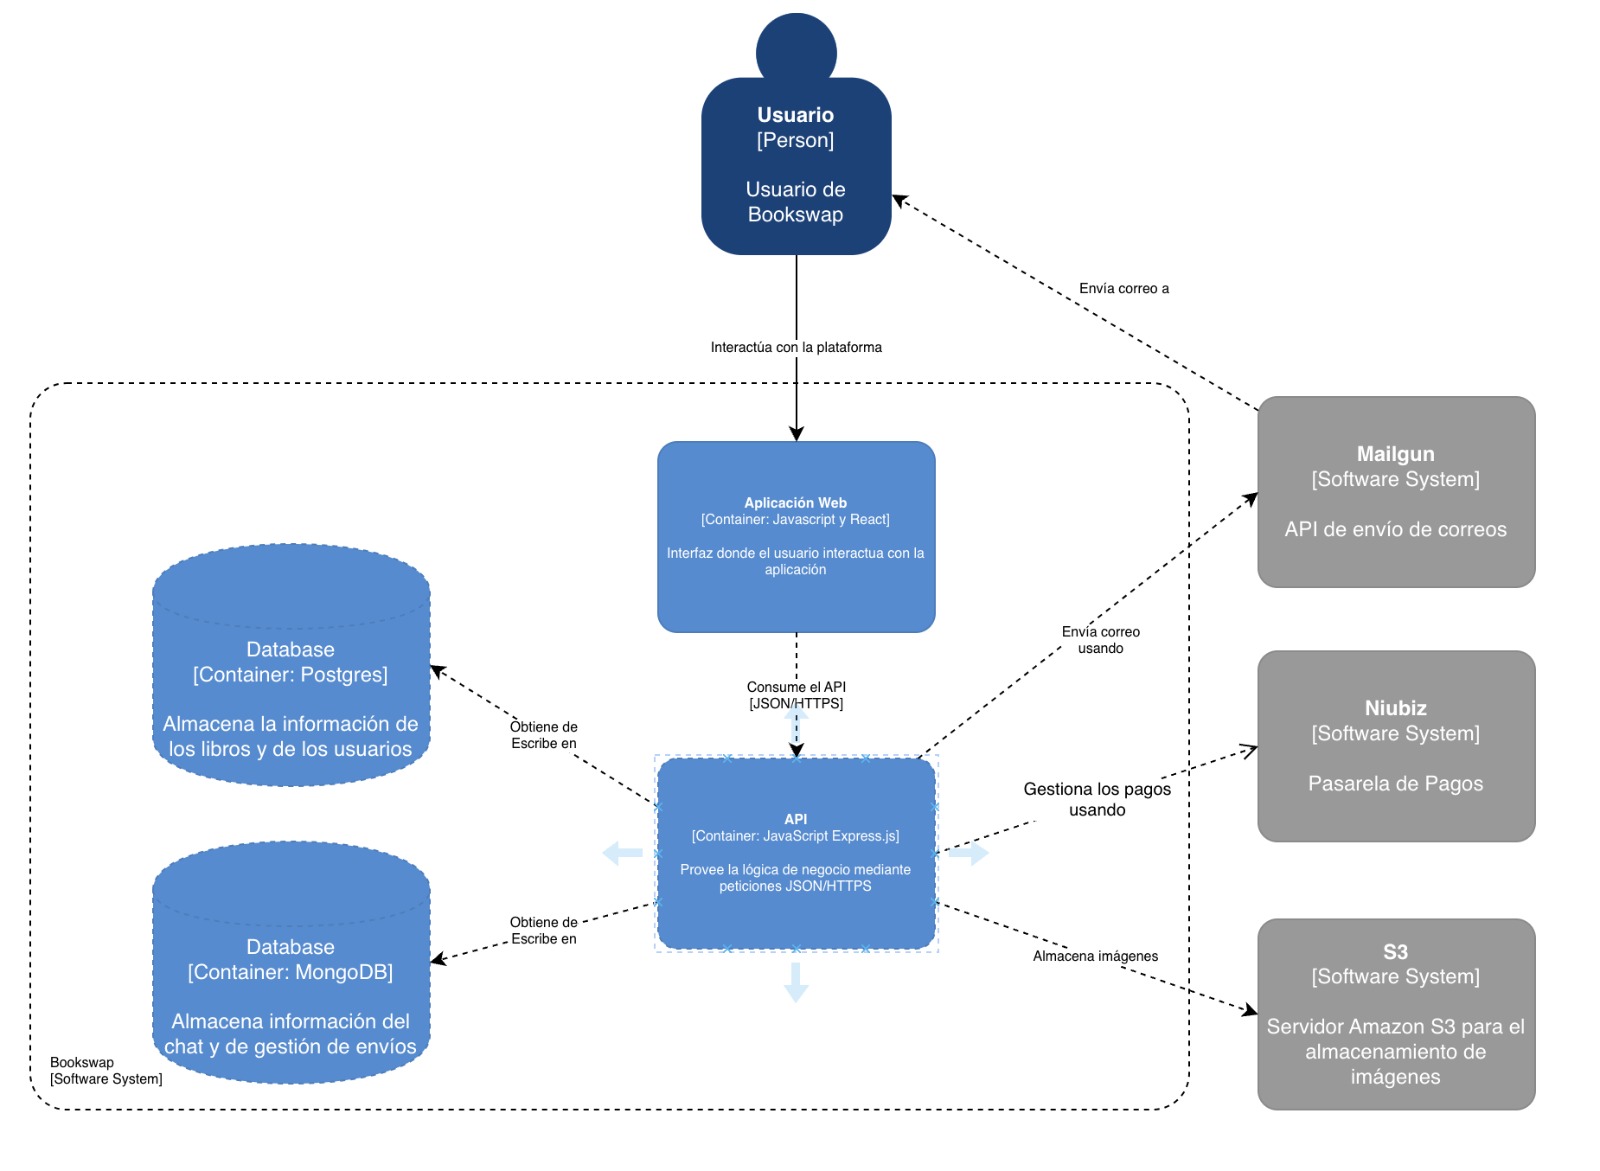 Usuario
[Person]
Usuario de
Bookswap
Envía correo a
Interactúa con la plataforma
Mailgun
[Software System]
API de envío de correos
Aplicación Web
[Container: Javascript y React]
Interfaz donde el usuario interactua con la
aplicación
Envía correo
usando
Database
[Container: Postgres]
Almacena la información de
los libros y de los usuarios
Consume el API
[JSON/HTTPS]
Obtiene de
Escribe en
Niubiz
[Software System]
Pasarela de Pagos
Gestiona los pagos
usando
API
[Container: JavaScript Express.js]
Provee la lógica de negocio mediante
peticiones JSON/HTTPS
Obtiene de
Escribe en
Database
[Container: MongoDB]
Almacena información del
chat y de gestión de envíos
Almacena imágenes
S3
[Software System]
Servidor Amazon S3 para el
almacenamiento de
imágenes
Bookswap
[Software System]